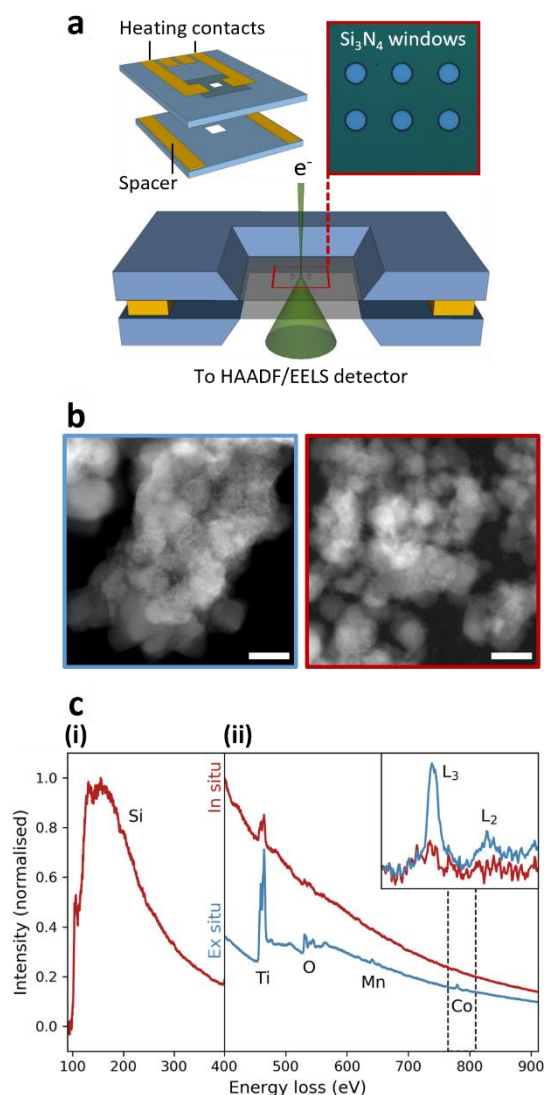 a
Heating contacts
Si₃N₄ windows
Spacer
e⁻
To HAADF/EELS detector
b
c
(i)
(ii)
Intensity (normalised)
1.0
0.8
0.6
0.4
0.2
0.0
Si
In situ
Ex situ
L₃
L₂
Ti
O
Mn
Co
100 200 300 400 500 600 700 800 900
Energy loss (eV)